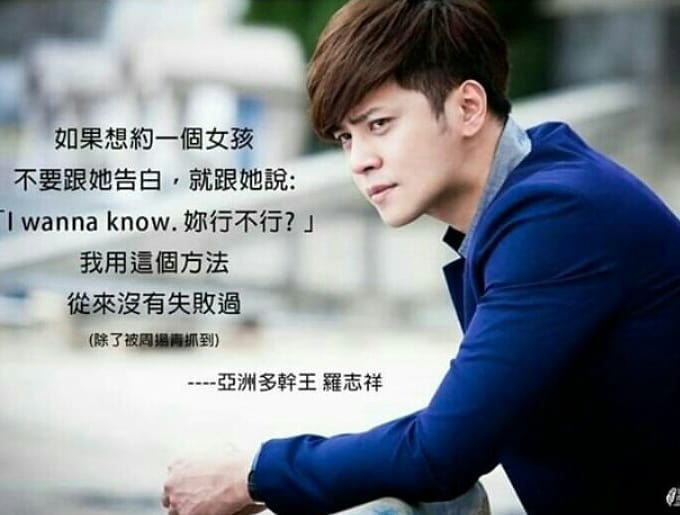 如果想約一個女孩
不要跟她告白，就跟她說:
「I wanna know. 妳行不行? 」
我用這個方法
從來沒有失敗過
(除了被周揚青抓到)
----亞洲多幹王 羅志祥